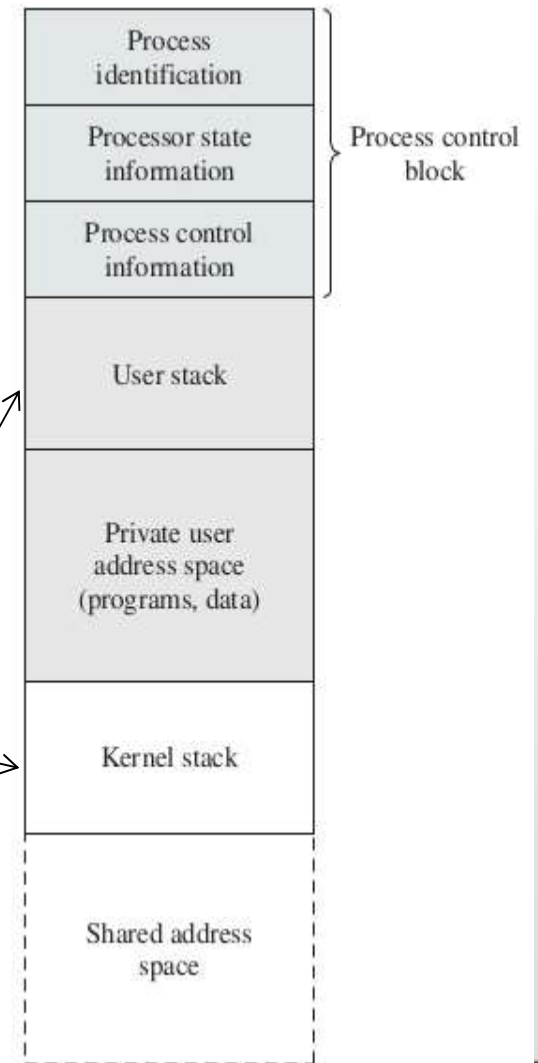 Process
identification
Processor state
information
Process control
block
Process control
information
User stack
Private user
address space
(programs, data)
Kernel stack
Shared address
space